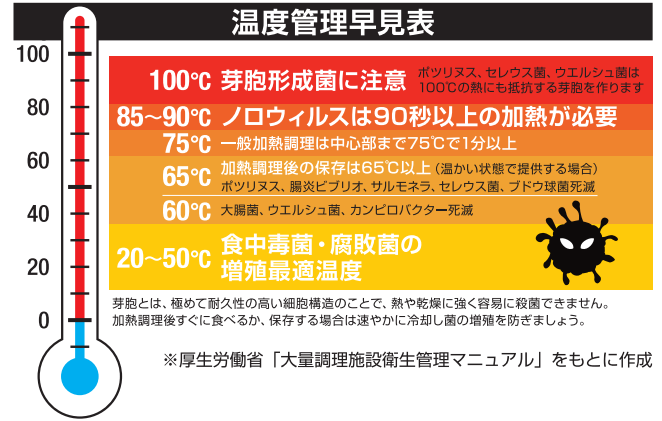 温度管理早見表
100
80
60
40
20
0
100℃ 芽胞形成菌に注意
ボツリヌス、セレウス菌、ウエルシュ菌は
100℃の熱にも抵抗する芽胞を作ります
85〜90℃ ノロウィルスは90秒以上の加熱が必要
75℃ 一般加熱調理は中心部まで75℃で1分以上
65℃ 加熱調理後の保存は65℃以上(温かい状態で提供する場合)
ボツリヌス、腸炎ビブリオ、サルモネラ、セレウス菌、ブドウ球菌死滅
60℃ 大腸菌、ウエルシュ菌、カンピロバクター死滅
20〜50℃ 食中毒菌・腐敗菌の
増殖最適温度
芽胞とは、極めて耐久性の高い細胞構造のことで、熱や乾燥に強く容易に殺菌できません。
加熱調理後すぐに食べるか、保存する場合は速やかに冷却し菌の増殖を防ぎましょう。
※厚生労働省「大量調理施設衛生管理マニュアル」をもとに作成